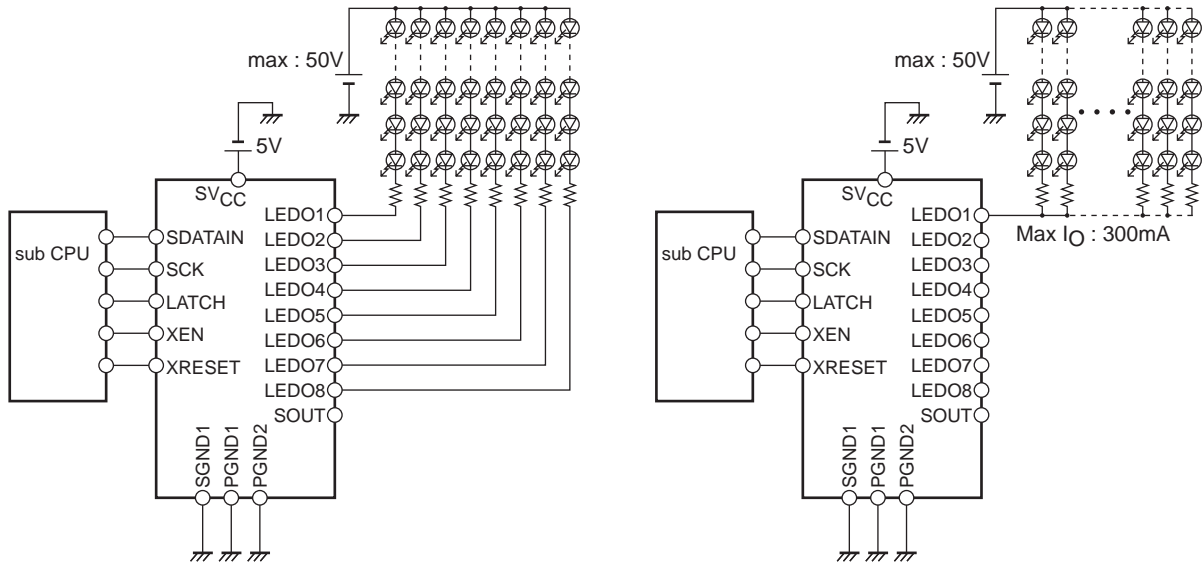 max : 50V
5V
SVCC
sub CPU
SDATAIN
SCK
LATCH
XEN
XRESET
LEDO1
LEDO2
LEDO3
LEDO4
LEDO5
LEDO6
LEDO7
LEDO8
SOUT
SGND1
PGND1
PGND2
max : 50V
5V
SVCC
sub CPU
SDATAIN
SCK
LATCH
XEN
XRESET
LEDO1
Max IO : 300mA
LEDO2
LEDO3
LEDO4
LEDO5
LEDO6
LEDO7
LEDO8
SOUT
SGND1
PGND1
PGND2